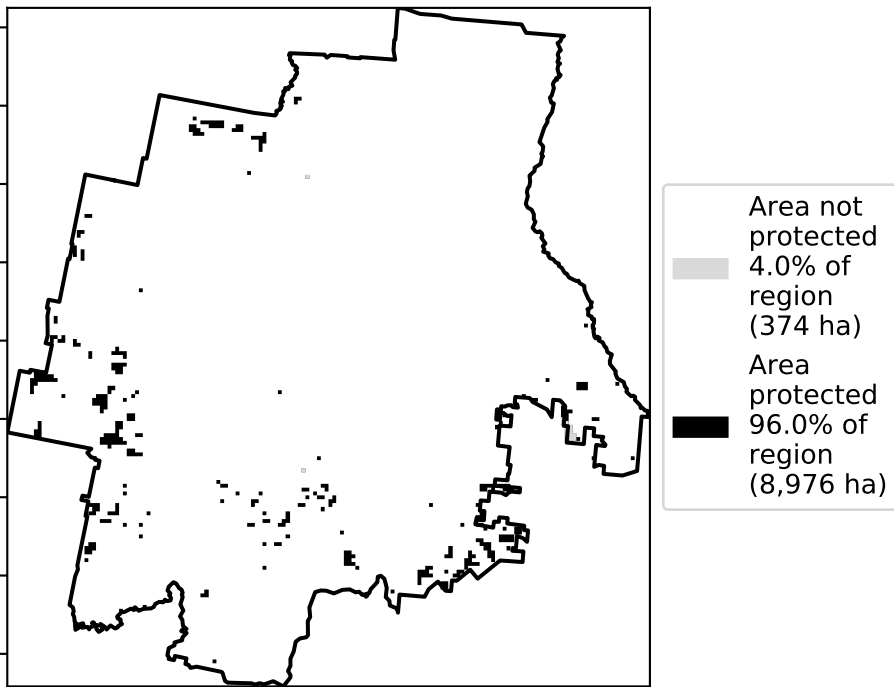 Area not
protected
4.0% of
region
(374 ha)
Area
protected
96.0% of
region
(8,976 ha)